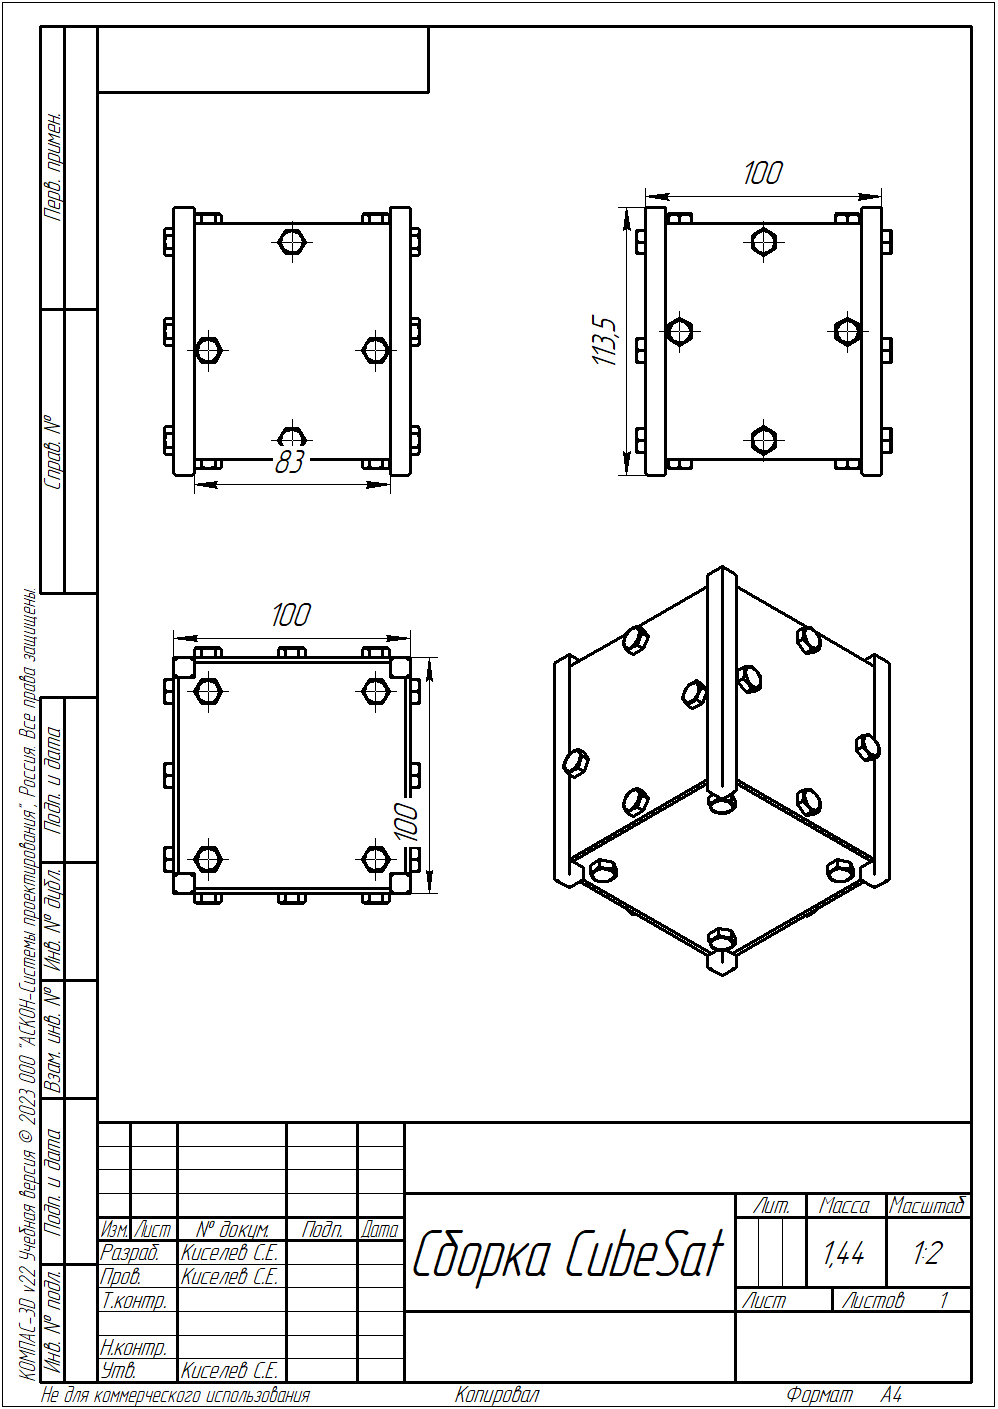 100
113,5
83
100
100
Перв. примен.
Справ. №
Подп. и дата
Инв. № дубл.
Взам. инв. №
Подп. и дата
Инв. № подл.
КОМПАС-3D v22 Учебная версия © 2023 ООО "АСКОН-Системы проектирования", Россия. Все права защищены.
Изм. Лист № докум. Подп. Дата
Разраб. Киселев С.Е.
Пров. Киселев С.Е.
Т.контр.
Н.контр.
Утв. Киселев С.Е.
Сборка CubeSat
Лит. Масса Масштаб
1,44 1:2
Лист Листов 1
Не для коммерческого использования Копировал Формат А4